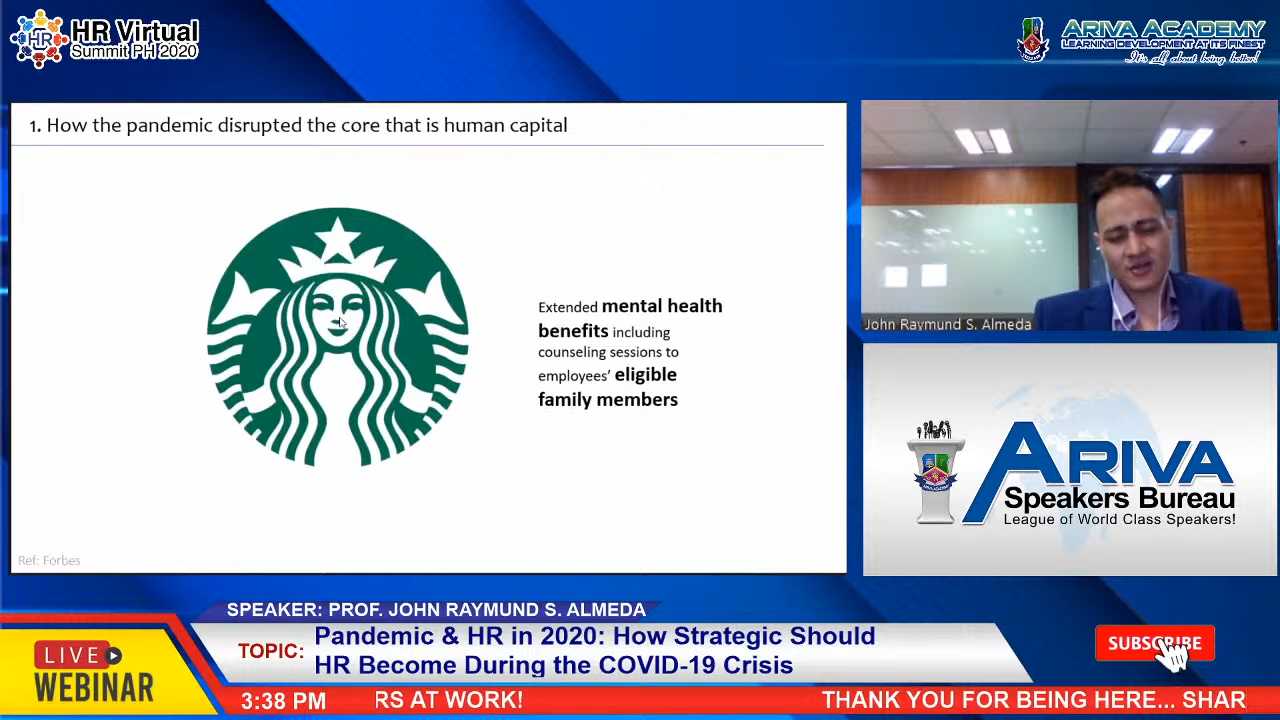 HR
HR Virtual
Summit PH 2020
ARIVA ACADEMY
LEARNING DEVELOPMENT AT ITS FINEST
It's all about being better!
1. How the pandemic disrupted the core that is human capital
Extended mental health
benefits including
counseling sessions to
employees' eligible
family members
Ref: Forbes
John Raymund S. Almeda
ARIVA
Speakers Bureau
League of World Class Speakers!
SPEAKER: PROF. JOHN RAYMUND S. ALMEDA
TOPIC: Pandemic & HR in 2020: How Strategic Should
HR Become During the COVID-19 Crisis
LIVE
WEBINAR
SUBSCRIBE
3:38 PM RS AT WORK! THANK YOU FOR BEING HERE... SHAR